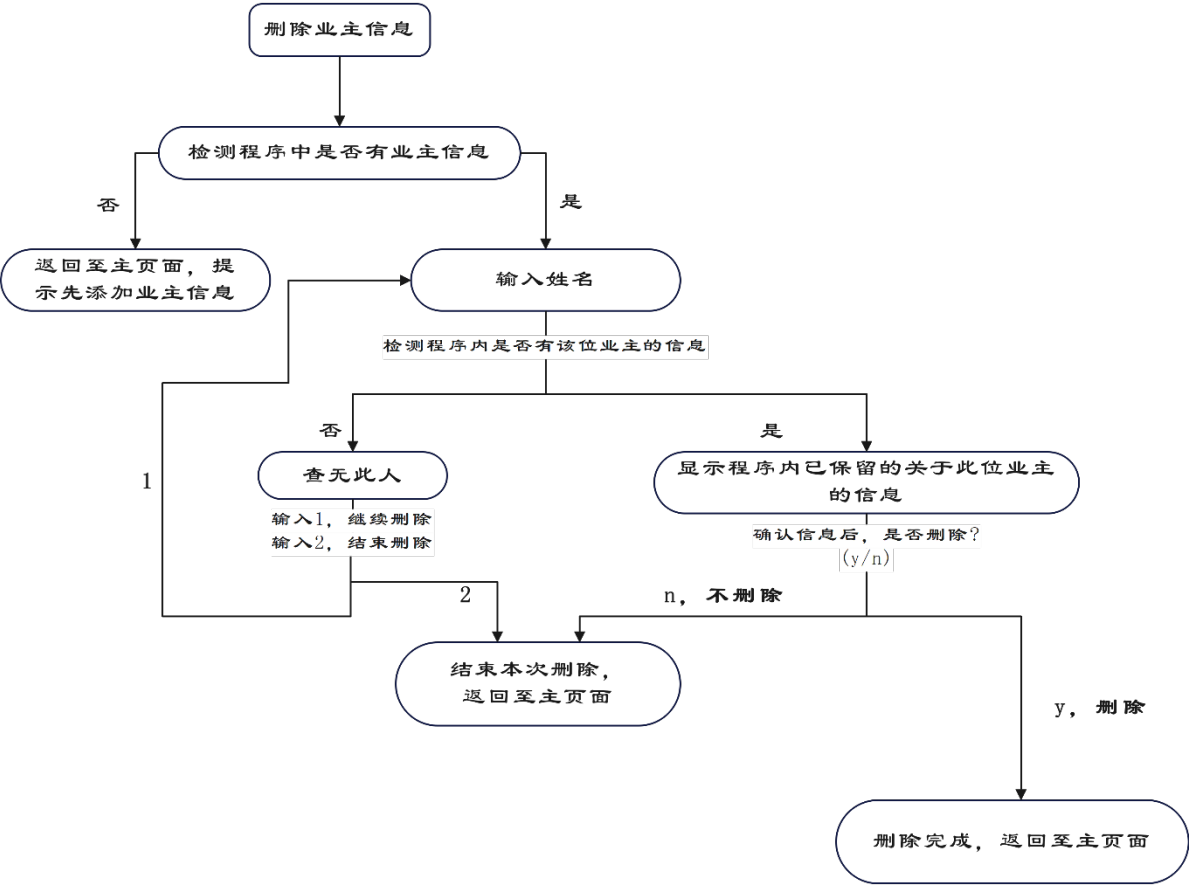 删除业主信息
检测程序中是否有业主信息
否
是
返回至主页面，提
示先添加业主信息
输入姓名
检测程序内是否有该位业主的信息
否
是
1
查无此人
显示程序内已保留的关于此位业主
的信息
输入1，继续删除
输入2，结束删除
确认信息后，是否删除?
(y/n)
2
n，不删除
结束本次删除，
返回至主页面
y，删除
删除完成，返回至主页面